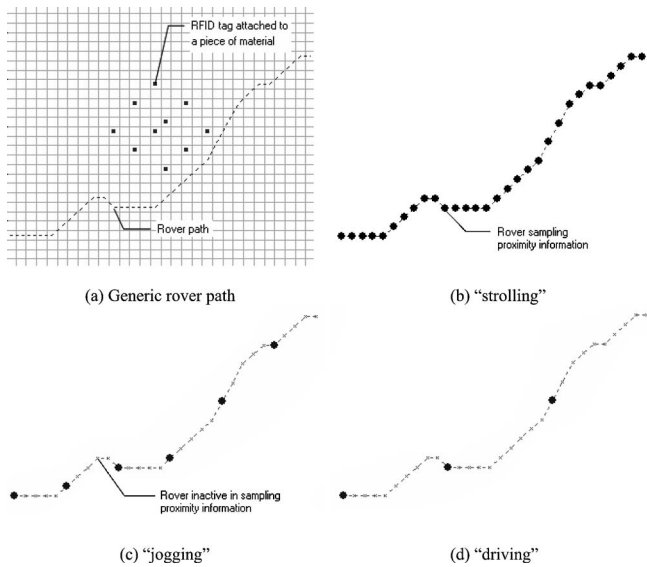 RFID tag attached to
a piece of material
Rover path
(a) Generic rover path
Rover sampling
proximity information
(b) “strolling”
Rover inactive in sampling
proximity information
(c) “jogging”
(d) “driving”